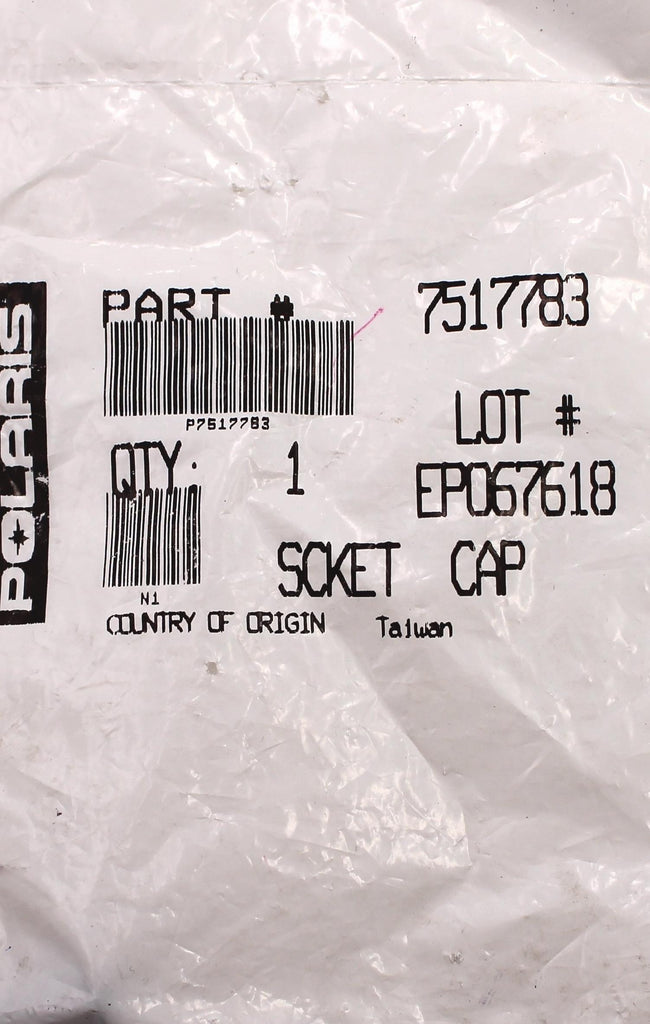 POLARIS
PART # 7517783
P7517783
LOT #
QTY. 1 EP067618
SCKET CAP
N1
COUNTRY OF ORIGIN Taiwan